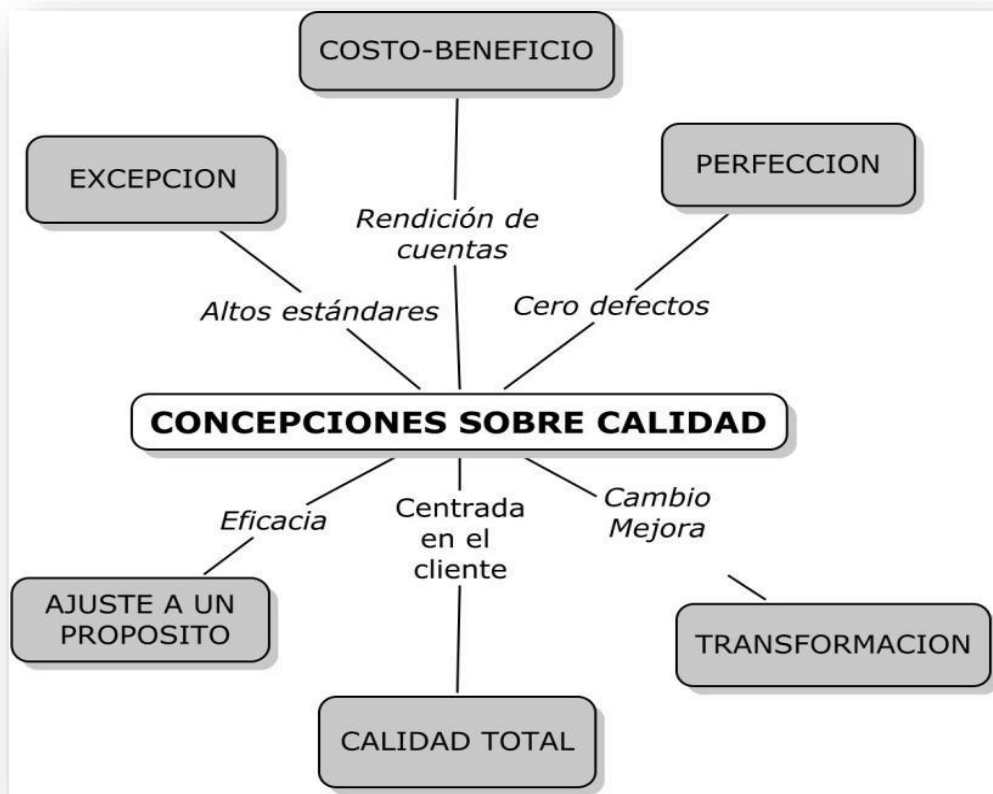 COSTO-BENEFICIO
EXCEPCION
PERFECCION
Rendición de
cuentas
Altos estándares
Cero defectos
CONCEPCIONES SOBRE CALIDAD
Eficacia
Centrada
en el
cliente
Cambio
Mejora
AJUSTE A UN
PROPOSITO
TRANSFORMACION
CALIDAD TOTAL